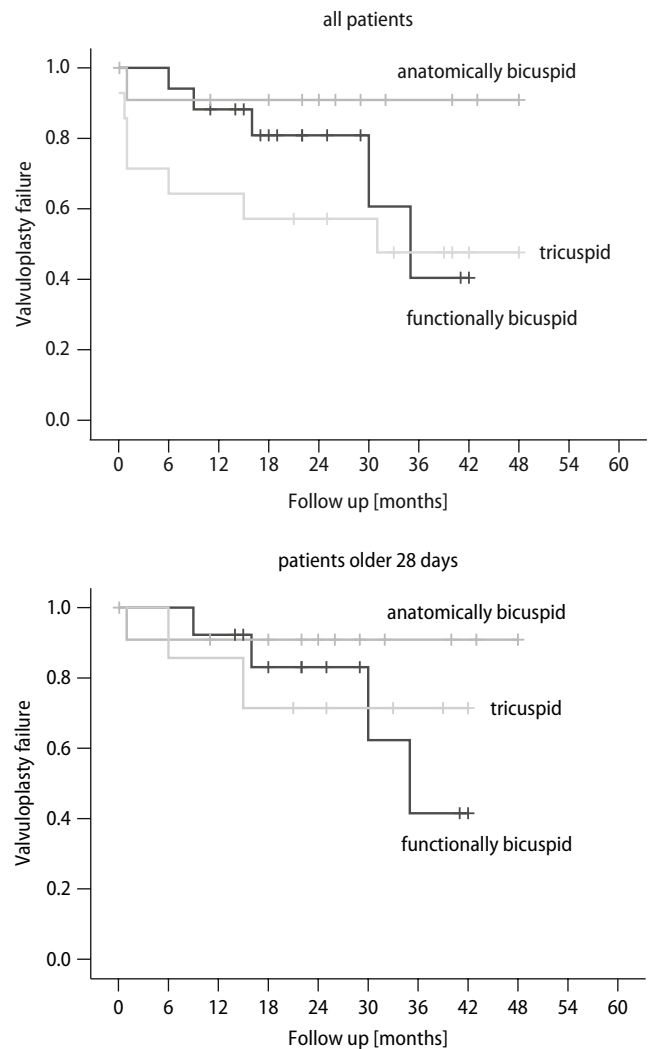 all patients
1.0
0.8
0.6
0.4
0.2
0.0
Valvuloplasty failure
anatomically bicuspid
tricuspid
functionally bicuspid
0 6 12 18 24 30 36 42 48 54 60
Follow up [months]
patients older 28 days
1.0
0.8
0.6
0.4
0.2
0.0
Valvuloplasty failure
anatomically bicuspid
tricuspid
functionally bicuspid
0 6 12 18 24 30 36 42 48 54 60
Follow up [months]